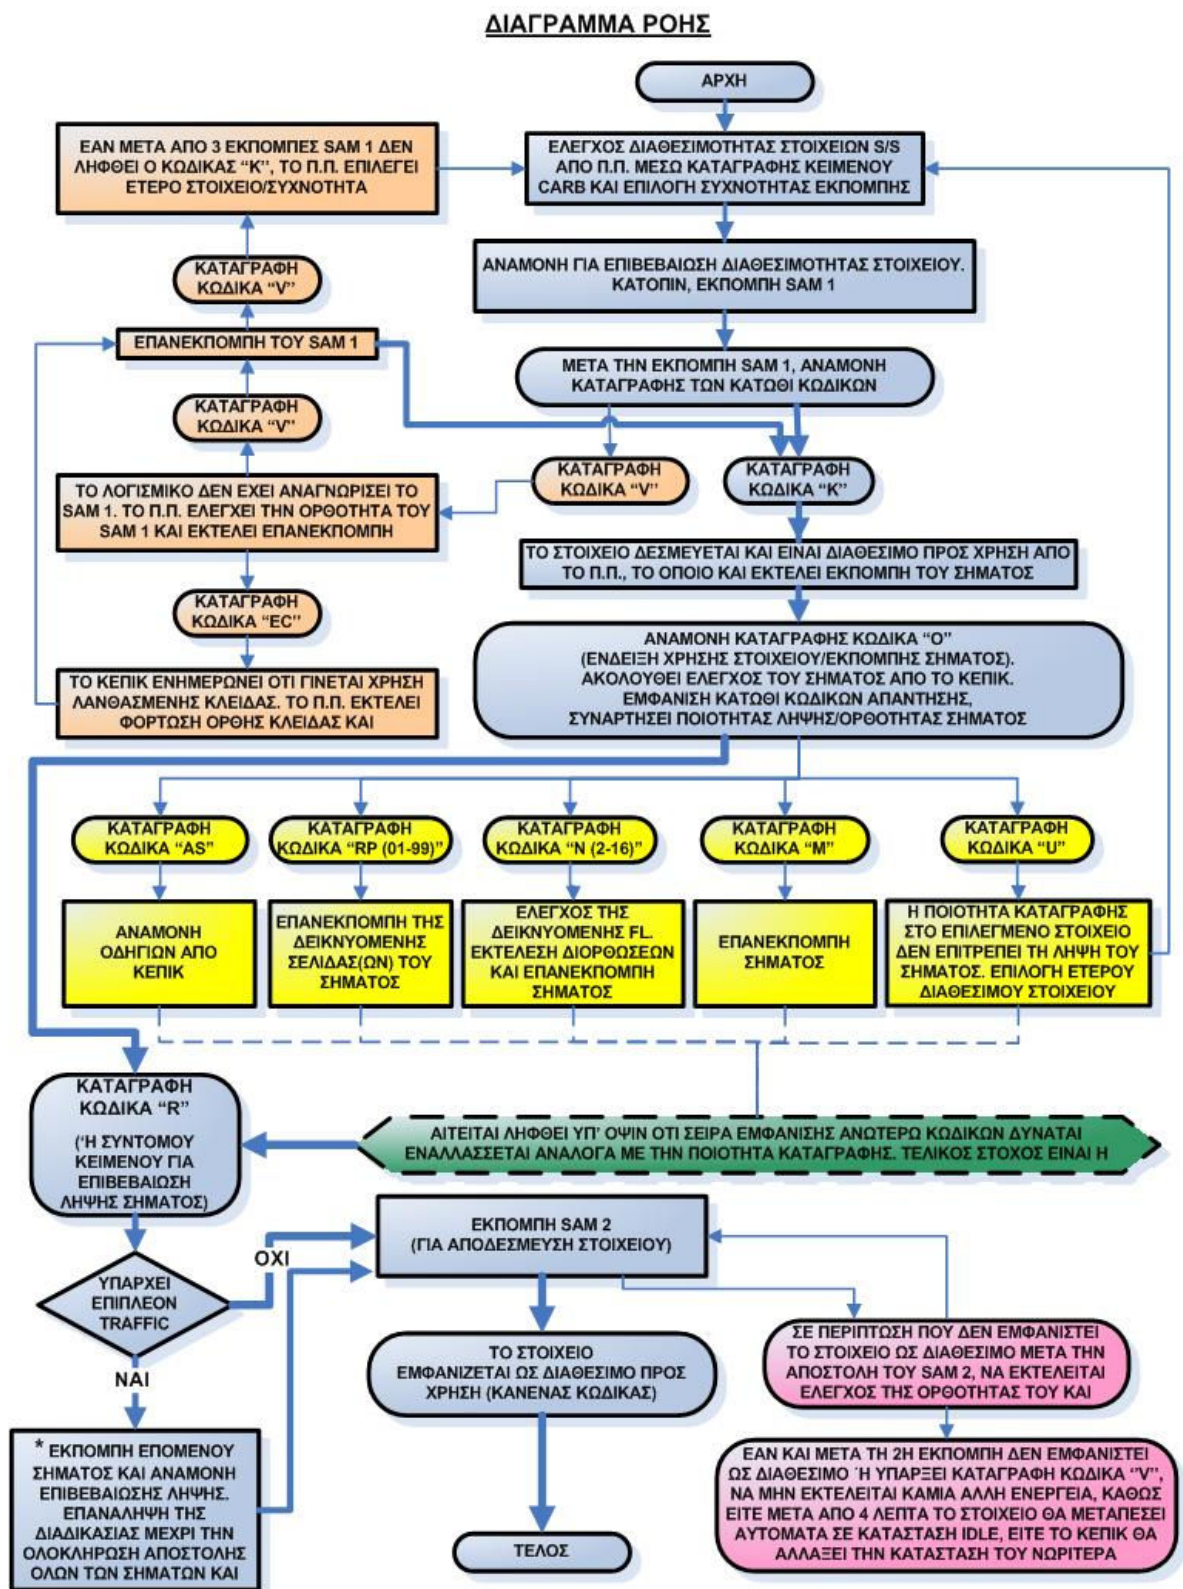 ΔΙΑΓΡΑΜΜΑ ΡΟΗΣ
ΑΡΧΗ
ΕΑΝ ΜΕΤΑ ΑΠΟ 3 ΕΚΠΟΜΠΕΣ SAM 1 ΔΕΝ
ΛΗΦΘΕΙ Ο ΚΩΔΙΚΑΣ “Κ”, ΤΟ Π.Π. ΕΠΙΛΕΓΕΙ
ΕΤΕΡΟ ΣΤΟΙΧΕΙΟ/ΣΥΧΝΟΤΗΤΑ
ΕΛΕΓΧΟΣ ΔΙΑΘΕΣΙΜΟΤΗΤΑΣ ΣΤΟΙΧΕΙΩΝ S/S
ΑΠΟ Π.Π. ΜΕΣΩ ΚΑΤΑΓΡΑΦΗΣ ΚΕΙΜΕΝΟΥ
CARB ΚΑΙ ΕΠΙΛΟΓΗ ΣΥΧΝΟΤΗΤΑΣ ΕΚΠΟΜΠΗΣ
ΚΑΤΑΓΡΑΦΗ
ΚΩΔΙΚΑ “V”
ΑΝΑΜΟΝΗ ΓΙΑ ΕΠΙΒΕΒΑΙΩΣΗ ΔΙΑΘΕΣΙΜΟΤΗΤΑΣ ΣΤΟΙΧΕΙΟΥ.
ΚΑΤΟΠΙΝ, ΕΚΠΟΜΠΗ SAM 1
ΕΠΑΝΕΚΠΟΜΠΗ ΤΟΥ SAM 1
ΜΕΤΑ ΤΗΝ ΕΚΠΟΜΠΗ SAM 1, ΑΝΑΜΟΝΗ
ΚΑΤΑΓΡΑΦΗΣ ΤΩΝ ΚΑΤΩΘΙ ΚΩΔΙΚΩΝ
ΚΑΤΑΓΡΑΦΗ
ΚΩΔΙΚΑ “V”
ΚΑΤΑΓΡΑΦΗ
ΚΩΔΙΚΑ “V”
ΚΑΤΑΓΡΑΦΗ
ΚΩΔΙΚΑ “Κ”
ΤΟ ΛΟΓΙΣΜΙΚΟ ΔΕΝ ΕΧΕΙ ΑΝΑΓΝΩΡΙΣΕΙ ΤΟ
SAM 1. ΤΟ Π.Π. ΕΛΕΓΧΕΙ ΤΗΝ ΟΡΘΟΤΗΤΑ ΤΟΥ
SAM 1 ΚΑΙ ΕΚΤΕΛΕΙ ΕΠΑΝΕΚΠΟΜΠΗ
ΤΟ ΣΤΟΙΧΕΙΟ ΔΕΣΜΕΥΕΤΑΙ ΚΑΙ ΕΙΝΑΙ ΔΙΑΘΕΣΙΜΟ ΠΡΟΣ ΧΡΗΣΗ ΑΠΟ
ΤΟ Π.Π., ΤΟ ΟΠΟΙΟ ΚΑΙ ΕΚΤΕΛΕΙ ΕΚΠΟΜΠΗ ΤΟΥ ΣΗΜΑΤΟΣ
ΚΑΤΑΓΡΑΦΗ
ΚΩΔΙΚΑ “EC”
ΑΝΑΜΟΝΗ ΚΑΤΑΓΡΑΦΗΣ ΚΩΔΙΚΑ “Ο”
(ΕΝΔΕΙΞΗ ΧΡΗΣΗΣ ΣΤΟΙΧΕΙΟΥ/ΕΚΠΟΜΠΗΣ ΣΗΜΑΤΟΣ).
ΑΚΟΛΟΥΘΕΙ ΕΛΕΓΧΟΣ ΤΟΥ ΣΗΜΑΤΟΣ ΑΠΟ ΤΟ ΚΕΠΙΚ.
ΕΜΦΑΝΙΣΗ ΚΑΤΩΘΙ ΚΩΔΙΚΩΝ ΑΠΑΝΤΗΣΗΣ,
ΣΥΝΑΡΤΗΣΕΙ ΠΟΙΟΤΗΤΑΣ ΛΗΨΗΣ/ΟΡΘΟΤΗΤΑΣ ΣΗΜΑΤΟΣ
ΤΟ ΚΕΠΙΚ ΕΝΗΜΕΡΩΝΕΙ ΟΤΙ ΓΙΝΕΤΑΙ ΧΡΗΣΗ
ΛΑΝΘΑΣΜΕΝΗΣ ΚΛΕΙΔΑΣ. ΤΟ Π.Π. ΕΚΤΕΛΕΙ
ΦΟΡΤΩΣΗ ΟΡΘΗΣ ΚΛΕΙΔΑΣ ΚΑΙ
ΚΑΤΑΓΡΑΦΗ
ΚΩΔΙΚΑ “AS”
ΚΑΤΑΓΡΑΦΗ
ΚΩΔΙΚΑ “RP (01-99)”
ΚΑΤΑΓΡΑΦΗ
ΚΩΔΙΚΑ “N (2-16)”
ΚΑΤΑΓΡΑΦΗ
ΚΩΔΙΚΑ “M”
ΚΑΤΑΓΡΑΦΗ
ΚΩΔΙΚΑ “U”
ΑΝΑΜΟΝΗ
ΟΔΗΓΙΩΝ ΑΠΟ
ΚΕΠΙΚ
ΕΠΑΝΕΚΠΟΜΠΗ ΤΗΣ
ΔΕΙΚΝΥΟΜΕΝΗΣ
ΣΕΛΙΔΑΣ(ΩΝ) ΤΟΥ
ΣΗΜΑΤΟΣ
ΕΛΕΓΧΟΣ ΤΗΣ
ΔΕΙΚΝΥΟΜΕΝΗΣ FL.
ΕΚΤΕΛΕΣΗ ΔΙΟΡΘΩΣΕΩΝ
ΚΑΙ ΕΠΑΝΕΚΠΟΜΠΗ
ΣΗΜΑΤΟΣ
ΕΠΑΝΕΚΠΟΜΠΗ
ΣΗΜΑΤΟΣ
Η ΠΟΙΟΤΗΤΑ ΚΑΤΑΓΡΑΦΗΣ
ΣΤΟ ΕΠΙΛΕΓΜΕΝΟ ΣΤΟΙΧΕΙΟ
ΔΕΝ ΕΠΙΤΡΕΠΕΙ ΤΗ ΛΗΨΗ ΤΟΥ
ΣΗΜΑΤΟΣ. ΕΠΙΛΟΓΗ ΕΤΕΡΟΥ
ΔΙΑΘΕΣΙΜΟΥ ΣΤΟΙΧΕΙΟΥ
ΚΑΤΑΓΡΑΦΗ
ΚΩΔΙΚΑ “R”
(‘Η ΣΥΝΤΟΜΟΥ
ΚΕΙΜΕΝΟΥ ΓΙΑ
ΕΠΙΒΕΒΑΙΩΣΗ
ΛΗΨΗΣ ΣΗΜΑΤΟΣ)
ΑΙΤΕΙΤΑΙ ΛΗΦΘΕΙ ΥΠ’ ΟΨΙΝ ΟΤΙ ΣΕΙΡΑ ΕΜΦΑΝΙΣΗΣ ΑΝΩΤΕΡΩ ΚΩΔΙΚΩΝ ΔΥΝΑΤΑΙ
ΕΝΑΛΛΑΣΣΕΤΑΙ ΑΝΑΛΟΓΑ ΜΕ ΤΗΝ ΠΟΙΟΤΗΤΑ ΚΑΤΑΓΡΑΦΗΣ. ΤΕΛΙΚΟΣ ΣΤΟΧΟΣ ΕΙΝΑΙ Η
ΕΚΠΟΜΠΗ SAM 2
(ΓΙΑ ΑΠΟΔΕΣΜΕΥΣΗ ΣΤΟΙΧΕΙΟΥ)
ΟΧΙ
ΥΠΑΡΧΕΙ
ΕΠΙΠΛΕΟΝ
TRAFFIC
ΝΑΙ
ΤΟ ΣΤΟΙΧΕΙΟ
ΕΜΦΑΝΙΖΕΤΑΙ ΩΣ ΔΙΑΘΕΣΙΜΟ ΠΡΟΣ
ΧΡΗΣΗ (ΚΑΝΕΝΑΣ ΚΩΔΙΚΑΣ)
ΣΕ ΠΕΡΙΠΤΩΣΗ ΠΟΥ ΔΕΝ ΕΜΦΑΝΙΣΤΕΙ
ΤΟ ΣΤΟΙΧΕΙΟ ΩΣ ΔΙΑΘΕΣΙΜΟ ΜΕΤΑ ΤΗΝ
ΑΠΟΣΤΟΛΗ ΤΟΥ SAM 2, ΝΑ ΕΚΤΕΛΕΙΤΑΙ
ΕΛΕΓΧΟΣ ΤΗΣ ΟΡΘΟΤΗΤΑΣ ΤΟΥ ΚΑΙ
* ΕΚΠΟΜΠΗ ΕΠΟΜΕΝΟΥ
ΣΗΜΑΤΟΣ ΚΑΙ ΑΝΑΜΟΝΗ
ΕΠΙΒΕΒΑΙΩΣΗΣ ΛΗΨΗΣ.
ΕΠΑΝΑΛΗΨΗ ΤΗΣ
ΔΙΑΔΙΚΑΣΙΑΣ ΜΕΧΡΙ ΤΗΝ
ΟΛΟΚΛΗΡΩΣΗ ΑΠΟΣΤΟΛΗΣ
ΟΛΩΝ ΤΩΝ ΣΗΜΑΤΩΝ ΚΑΙ
ΕΑΝ ΚΑΙ ΜΕΤΑ ΤΗ 2Η ΕΚΠΟΜΠΗ ΔΕΝ ΕΜΦΑΝΙΣΤΕΙ
ΩΣ ΔΙΑΘΕΣΙΜΟ ΄Η ΥΠΑΡΞΕΙ ΚΑΤΑΓΡΑΦΗ ΚΩΔΙΚΑ “V”,
ΝΑ ΜΗΝ ΕΚΤΕΛΕΙΤΑΙ ΚΑΜΙΑ ΑΛΛΗ ΕΝΕΡΓΕΙΑ, ΚΑΘΩΣ
ΕΙΤΕ ΜΕΤΑ ΑΠΟ 4 ΛΕΠΤΑ ΤΟ ΣΤΟΙΧΕΙΟ ΘΑ ΜΕΤΑΠΕΣΕΙ
ΑΥΤΟΜΑΤΑ ΣΕ ΚΑΤΑΣΤΑΣΗ IDLE, ΕΙΤΕ ΤΟ ΚΕΠΙΚ ΘΑ
ΑΛΛΑΞΕΙ ΤΗΝ ΚΑΤΑΣΤΑΣΗ ΤΟΥ ΝΩΡΙΤΕΡΑ
ΤΕΛΟΣ